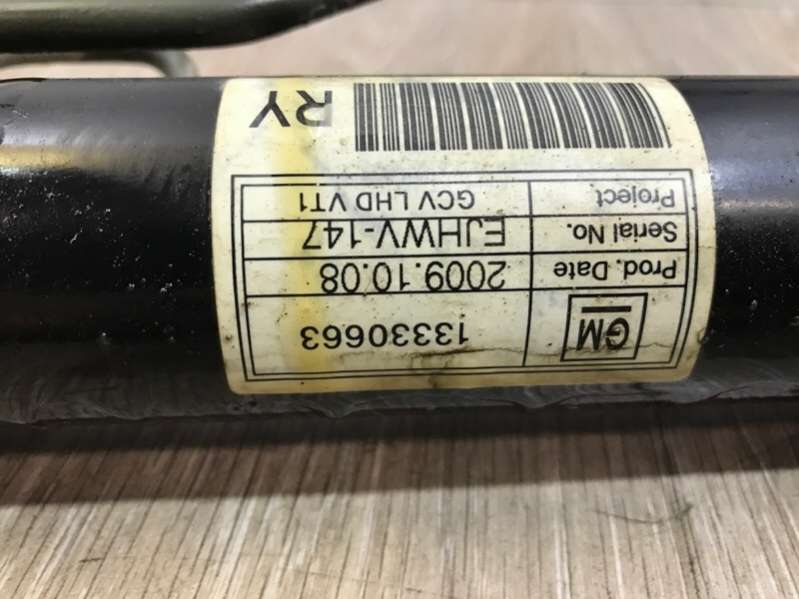 GM 13330663
Prod. Date 2009.10.08
Serial No. EJHWV-147
Project. GCV LHD VT1
RY